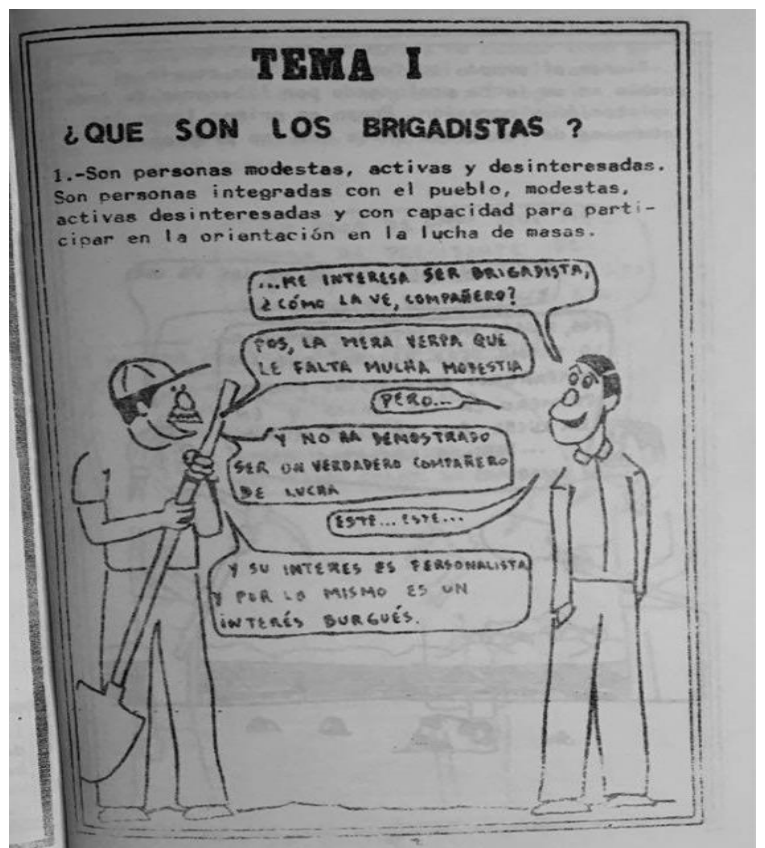 TEMA I
¿QUE SON LOS BRIGADISTAS ?
1.-Son personas modestas, activas y desinteresadas.
Son personas integradas con el pueblo, modestas,
activas desinteresadas y con capacidad para parti-
cipar en la orientación en la lucha de masas.
...ME INTERESA SER BRIGADISTA,
¿CÓMO LA VE, COMPAÑERO?
POS, LA MERA VERPA QUE
LE FALTA MUCHA MODESTIA
PERO...
Y NO HA DEMOSTRADO
SER UN VERDADERO COMPAÑERO
DE LUCHA
ESTE... ESTE...
Y SU INTERES ES PERSONALISTA
Y POR LO MISMO ES UN
INTERÉS BURGUÉS.